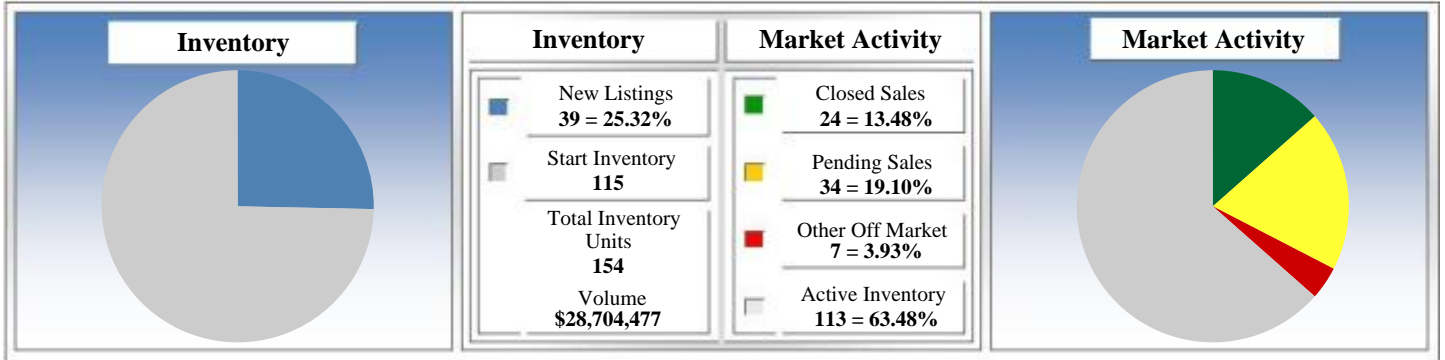 Inventory
Inventory
New Listings
39 = 25.32%
Start Inventory
115
Total Inventory
Units
154
Volume
$28,704,477
Market Activity
Closed Sales
24 = 13.48%
Pending Sales
34 = 19.10%
Other Off Market
7 = 3.93%
Active Inventory
113 = 63.48%
Market Activity